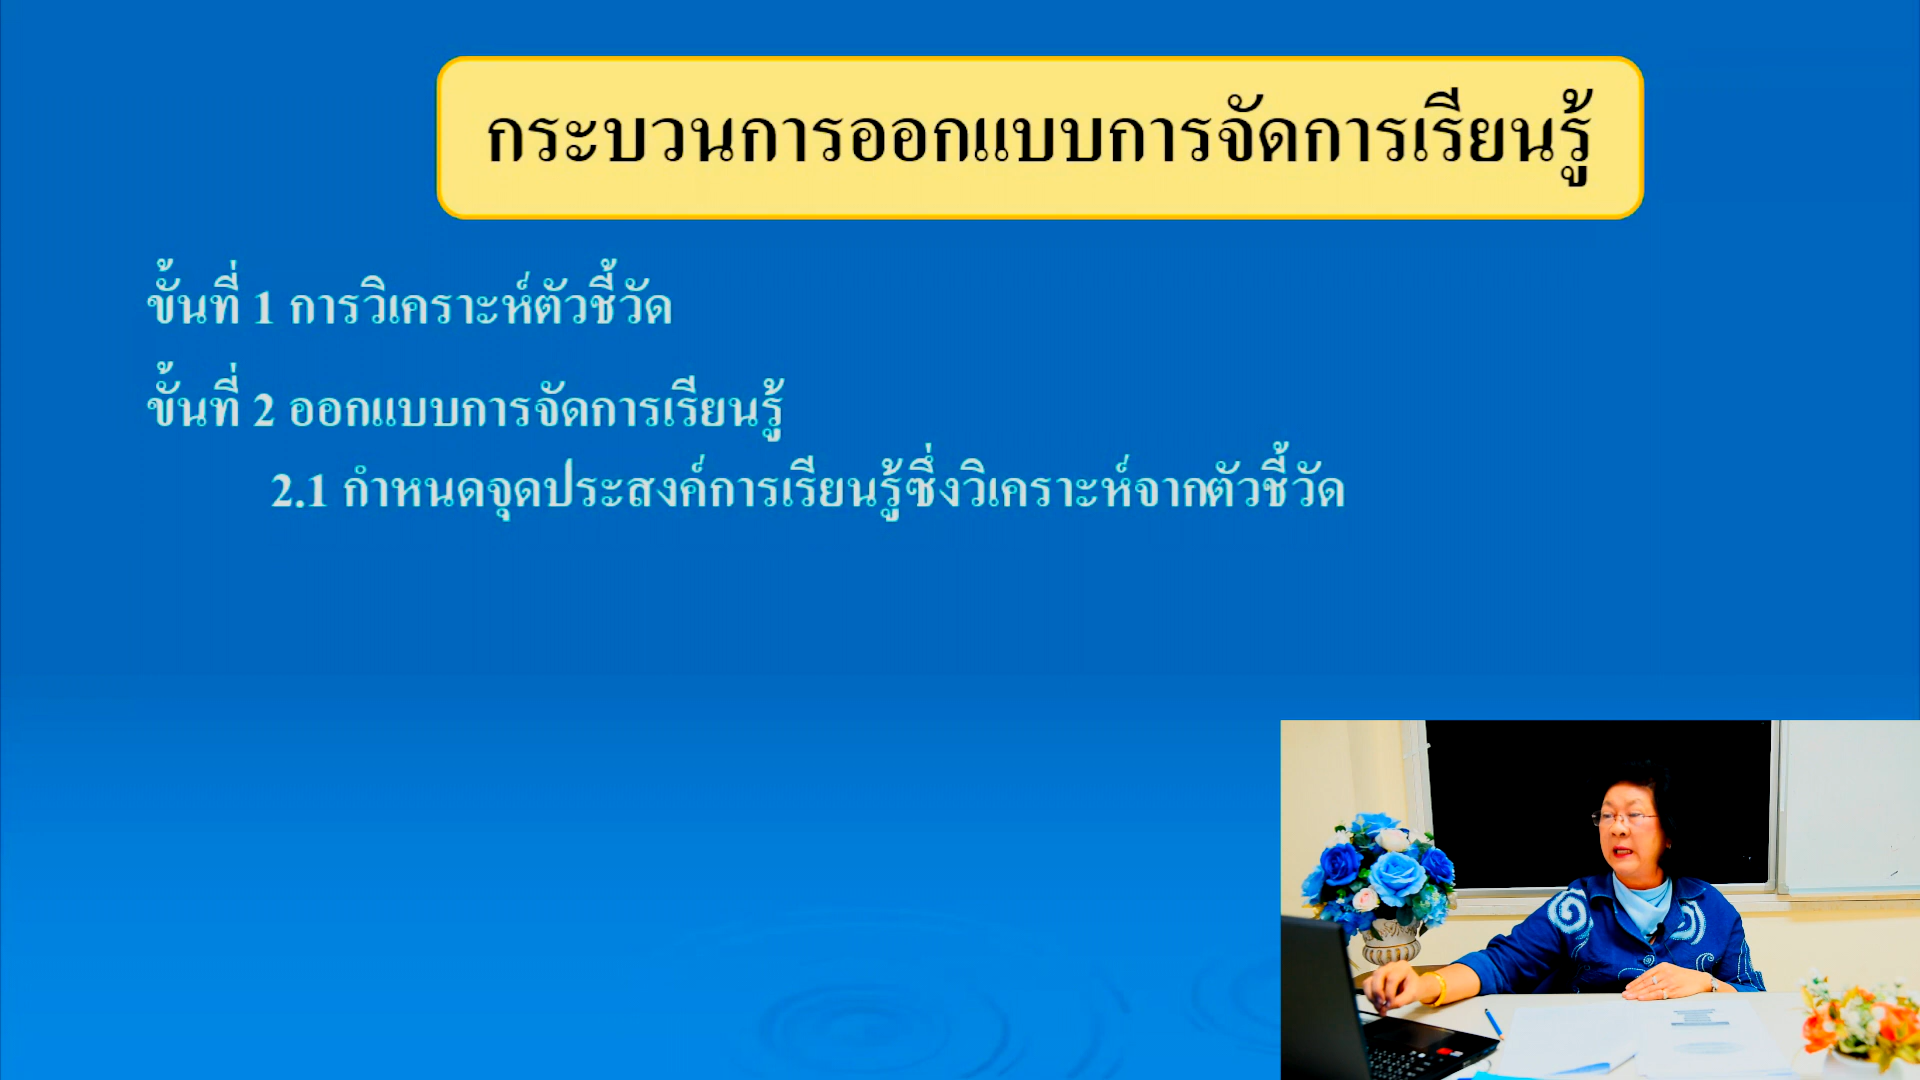 กระบวนการออกแบบการจัดการเรียนรู้
ขั้นที่ 1 การวิเคราะห์ตัวชี้วัด
ขั้นที่ 2 ออกแบบการจัดการเรียนรู้
2.1 กำหนดจุดประสงค์การเรียนรู้ซึ่งวิเคราะห์จากตัวชี้วัด